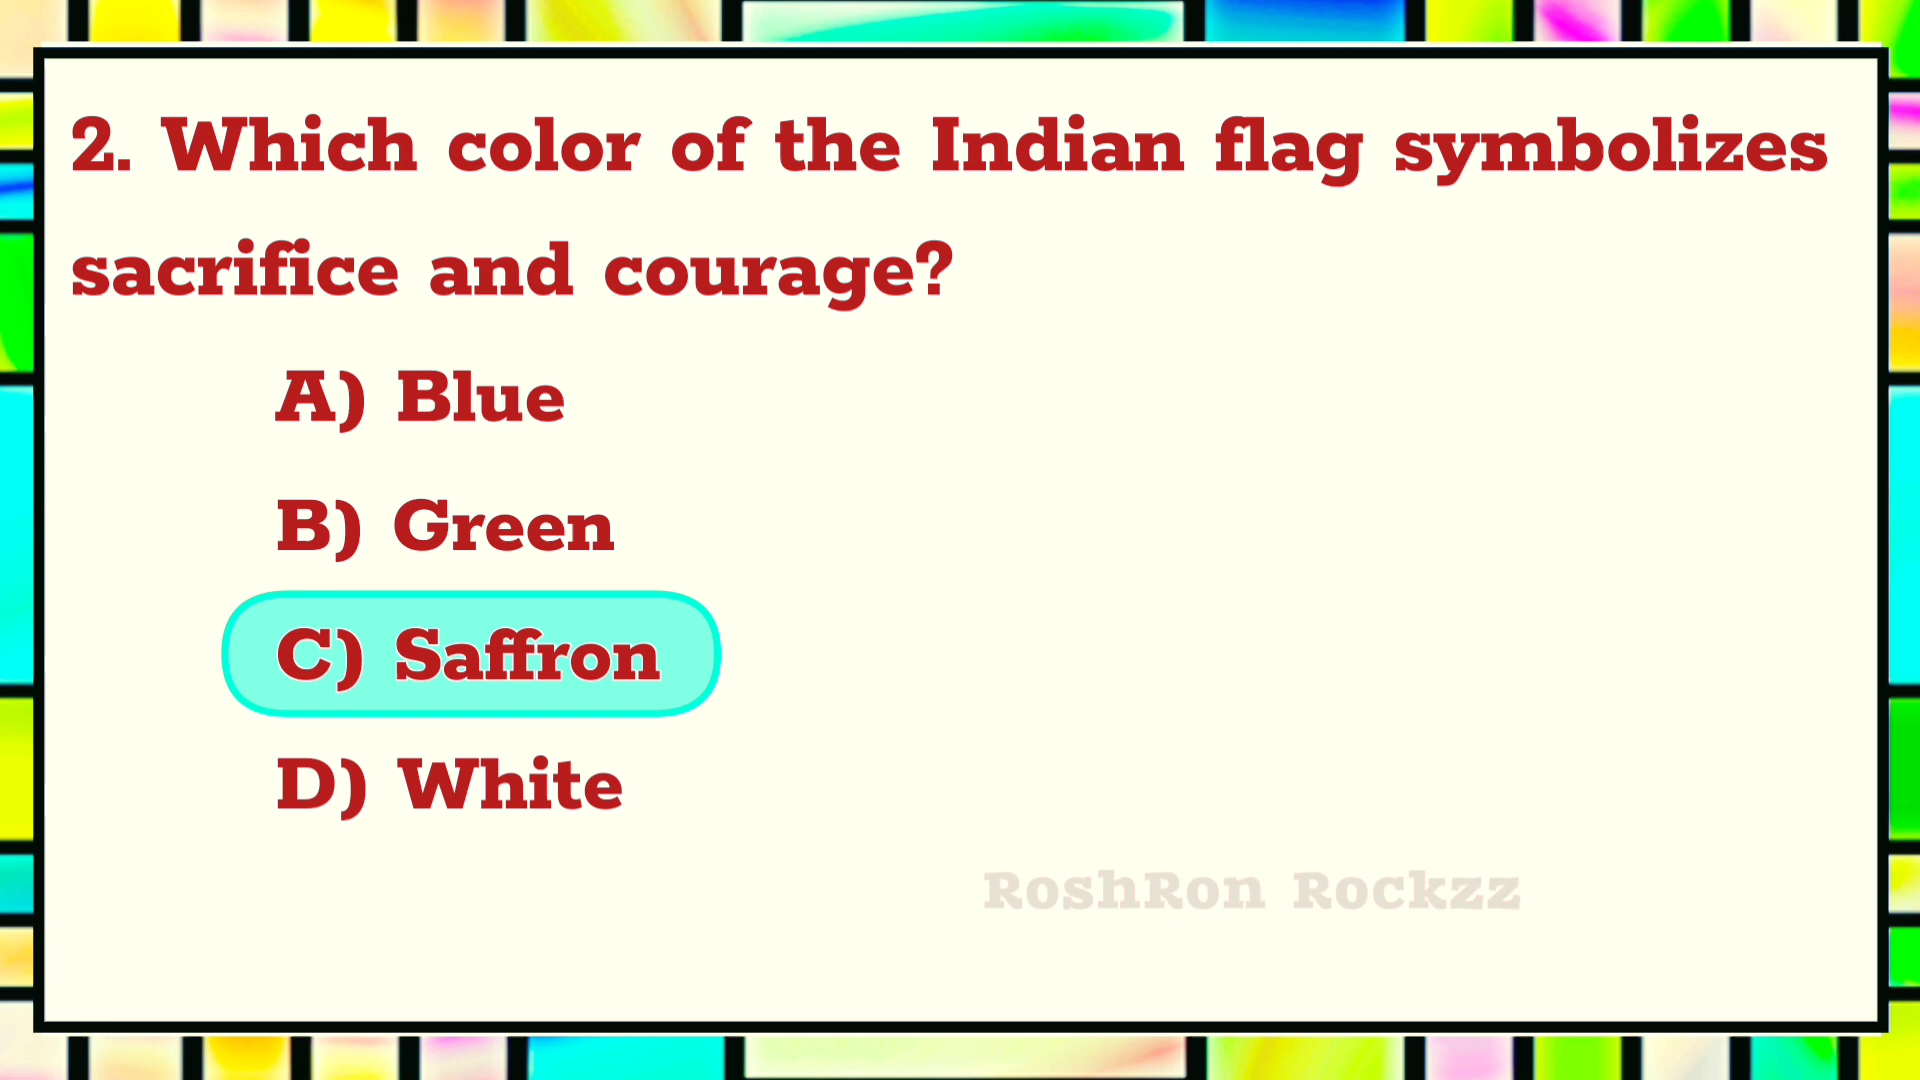 2. Which color of the Indian flag symbolizes
sacrifice and courage?
A) Blue
B) Green
C) Saffron
D) White
RoshRon Rockzz